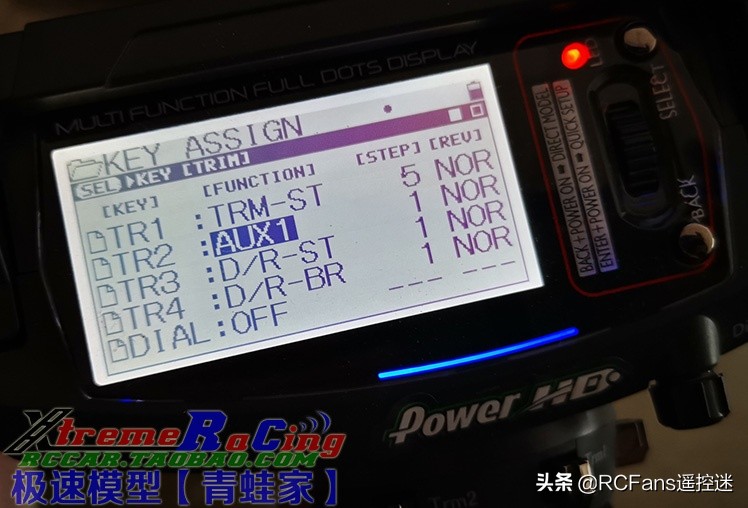 MULTI FUNCTION FULL DOTS DISPLAY
KEY ASSIGN
SEL KEY [TRIM]
[KEY] [FUNCTION] [STEP] [REV]
TR1 :TRM-ST 5 NOR
TR2 :AUX1 1 NOR
TR3 :D/R-ST 1 NOR
TR4 :D/R-BR 1 NOR
DIAL:OFF --- ---
LED
SELECT
BACK+POWER ON DIRECT MODEL
ENTER+POWER ON QUICK SETUP
BACK
Power HD
XtremeRaCing
RCCAR.TAOBAO.COM
极速模型【青蛙家】
Trm2
头条 @RCFans遥控迷